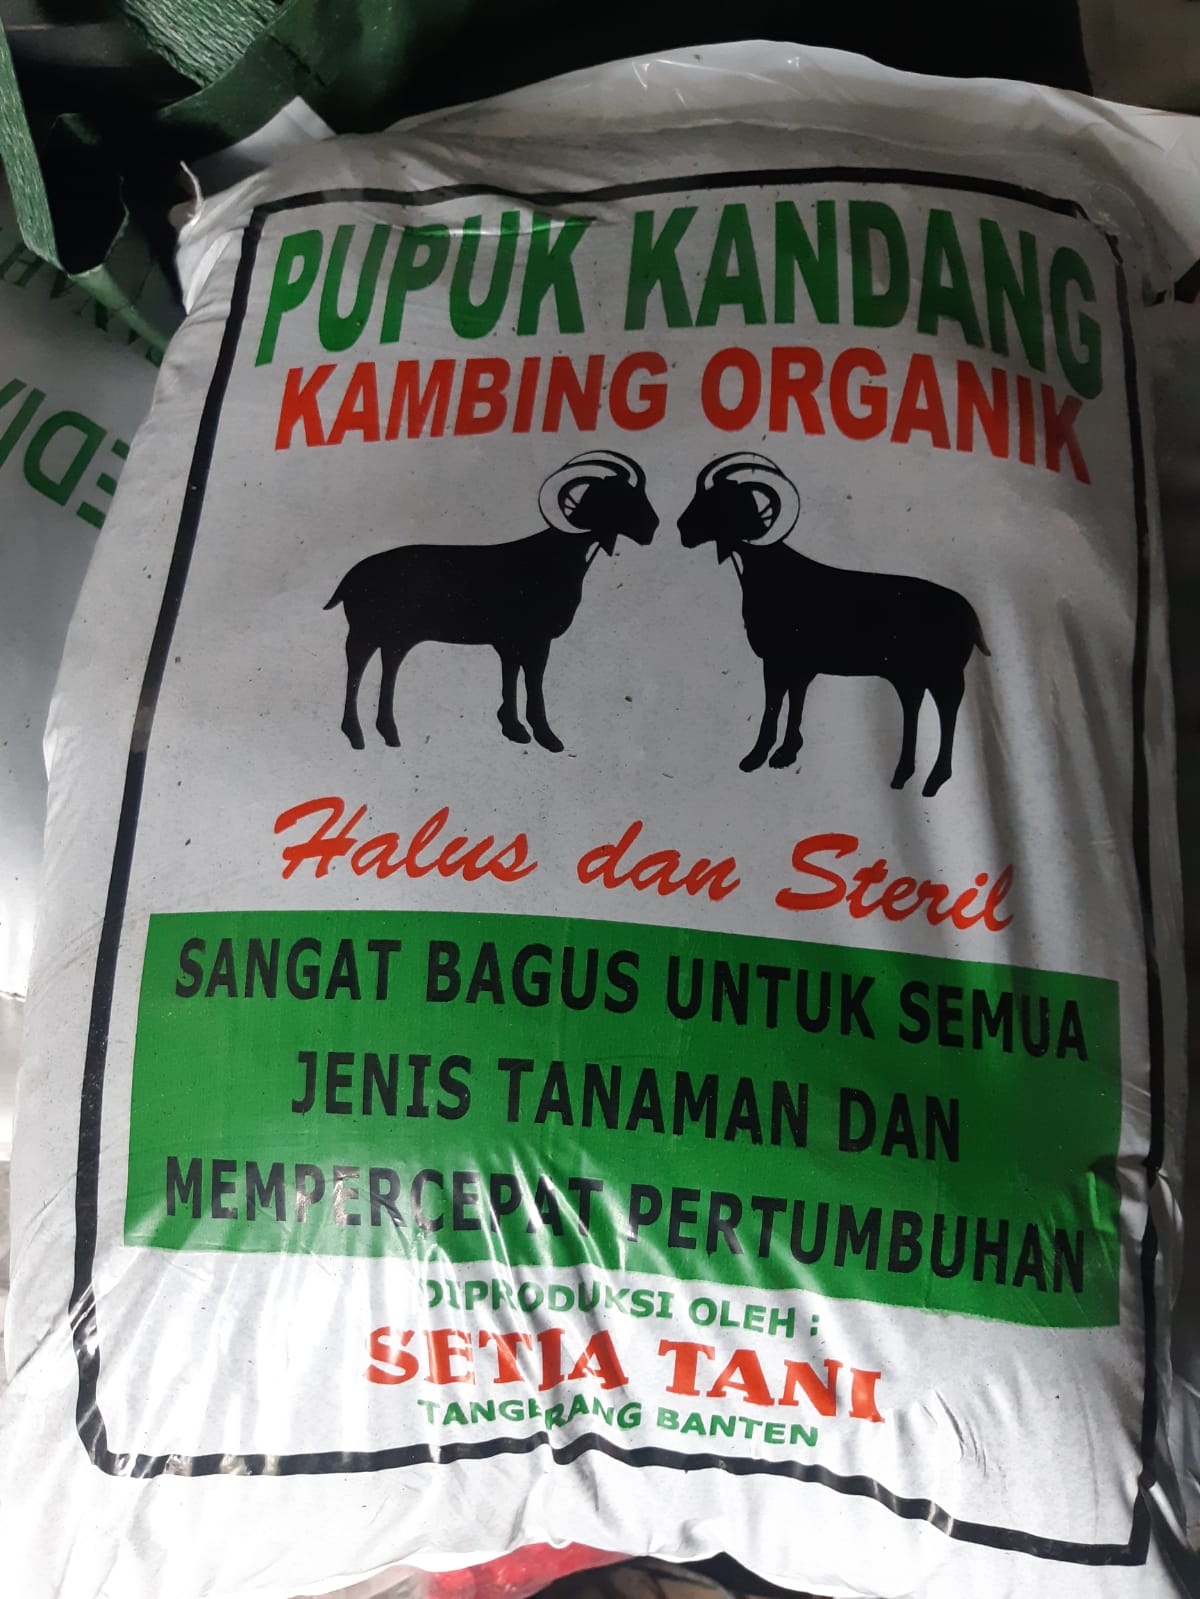 PUPUK KANDANG
KAMBING ORGANIK
Halus dan Steril
SANGAT BAGUS UNTUK SEMUA
JENIS TANAMAN DAN
MEMPERCEPAT PERTUMBUHAN
DIPRODUKSI OLEH :
SETIA TANI
TANGERANG BANTEN